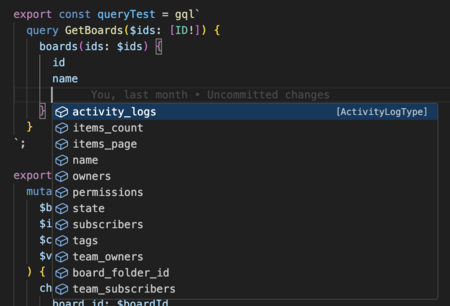 export const queryTest = gql`
query GetBoards($ids: [ID!]) {
boards(ids: $ids) {
id
name
You, last month • Uncommitted changes
}
activity_logs [ActivityLogType]
items_count
items_page
name
owners
permissions
state
subscribers
tags
team_owners
board_folder_id
team_subscribers
}
`;
export
muta
$b
$i
$c
$v
) {
ch
board_id: $boardId